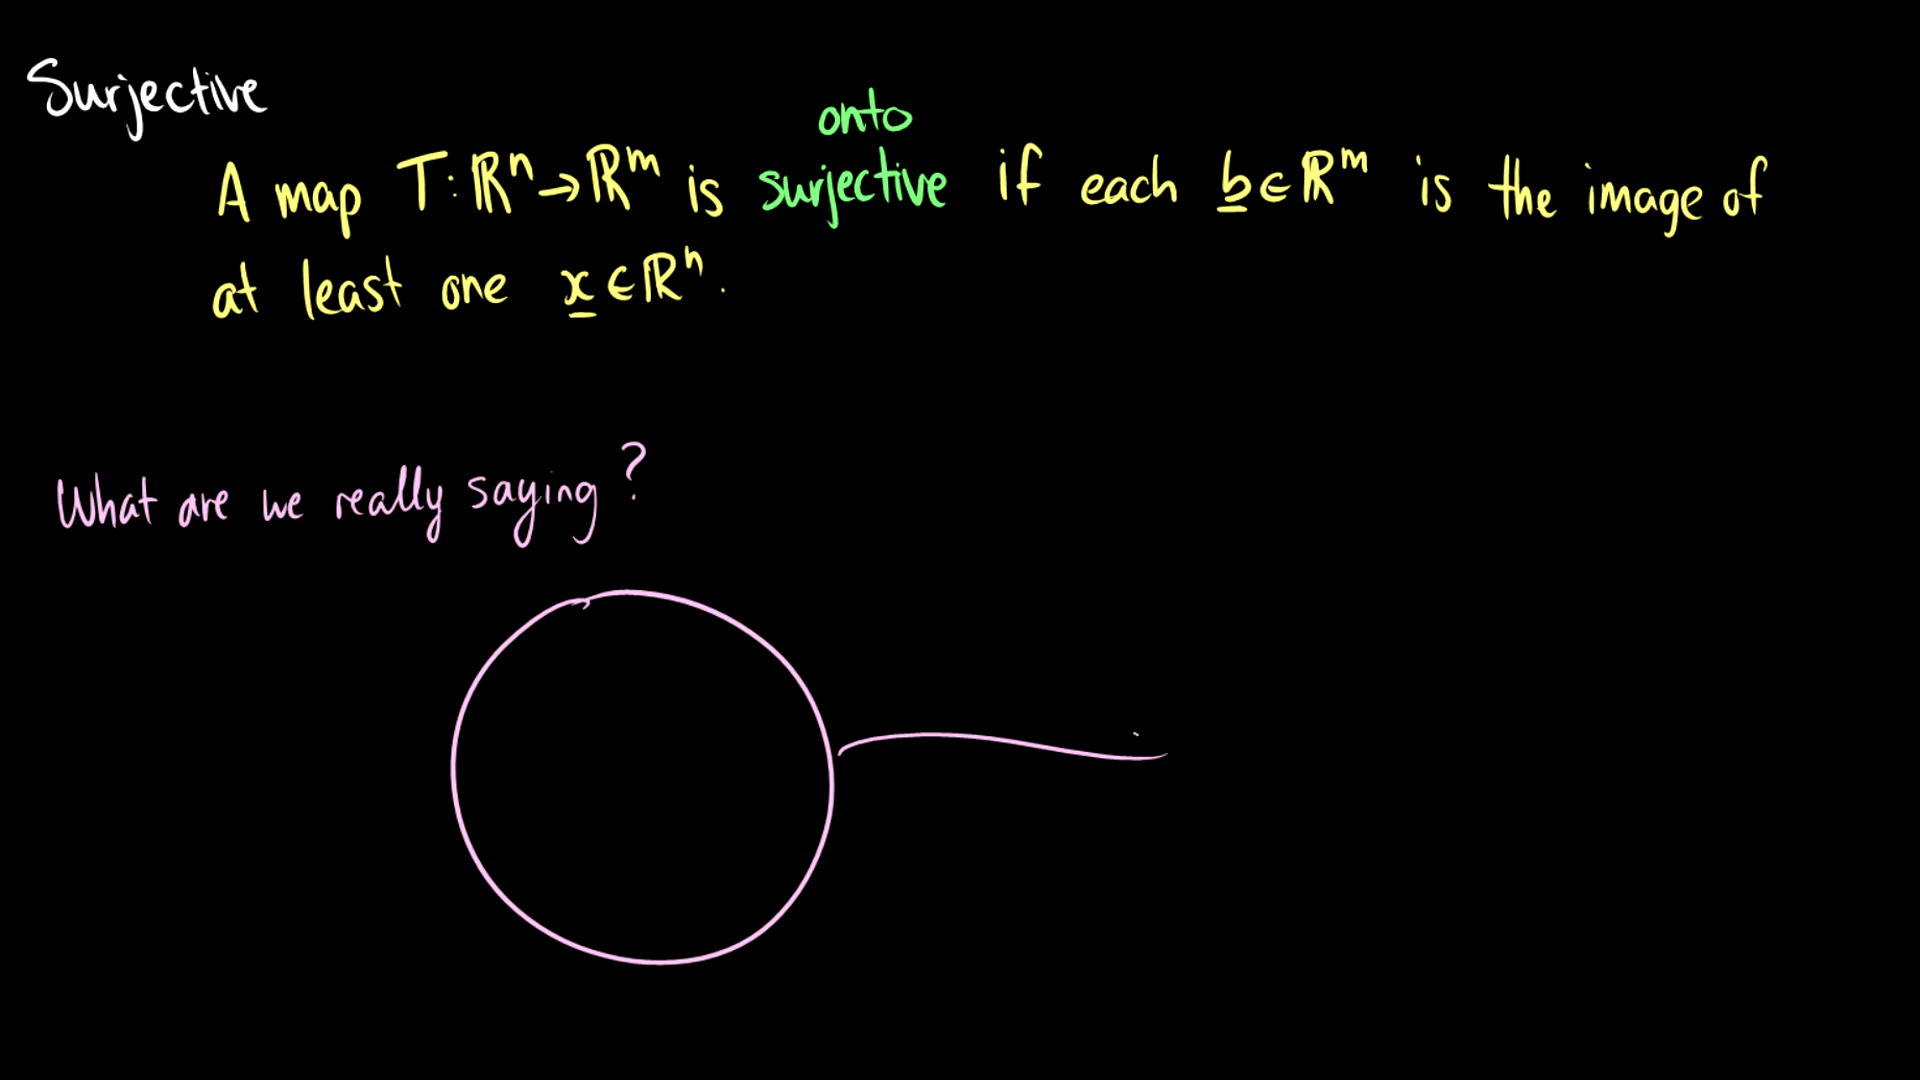 Surjective
onto
A map T: ℝⁿ → ℝᵐ is surjective if each b ∈ ℝᵐ is the image of
at least one x ∈ ℝⁿ.
What are we really saying?